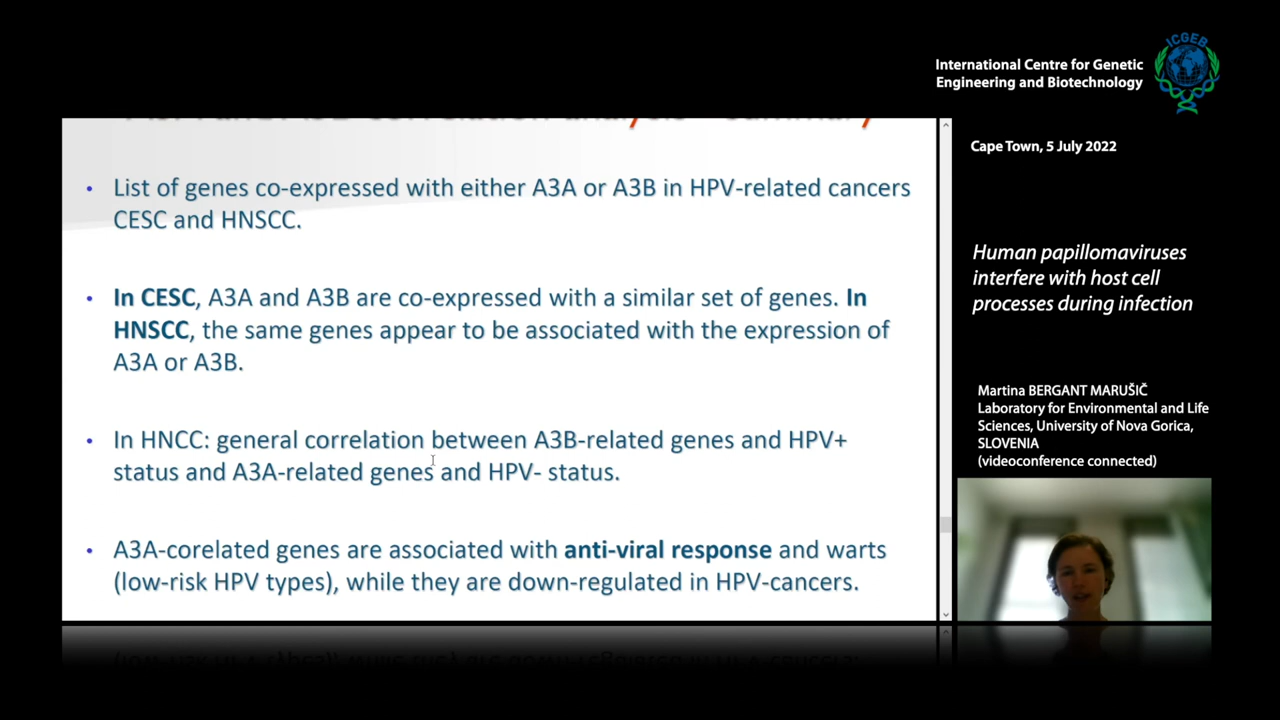 ICGEB
International Centre for Genetic
Engineering and Biotechnology
Cape Town, 5 July 2022
correlation analysis - summary
• List of genes co-expressed with either A3A or A3B in HPV-related cancers
CESC and HNSCC.
• In CESC, A3A and A3B are co-expressed with a similar set of genes. In
HNSCC, the same genes appear to be associated with the expression of
A3A or A3B.
• In HNCC: general correlation between A3B-related genes and HPV+
status and A3A-related genes and HPV- status.
• A3A-corelated genes are associated with anti-viral response and warts
(low-risk HPV types), while they are down-regulated in HPV-cancers.
Human papillomaviruses
interfere with host cell
processes during infection
Martina BERGANT MARUŠIČ
Laboratory for Environmental and Life
Sciences, University of Nova Gorica,
SLOVENIA
(videoconference connected)